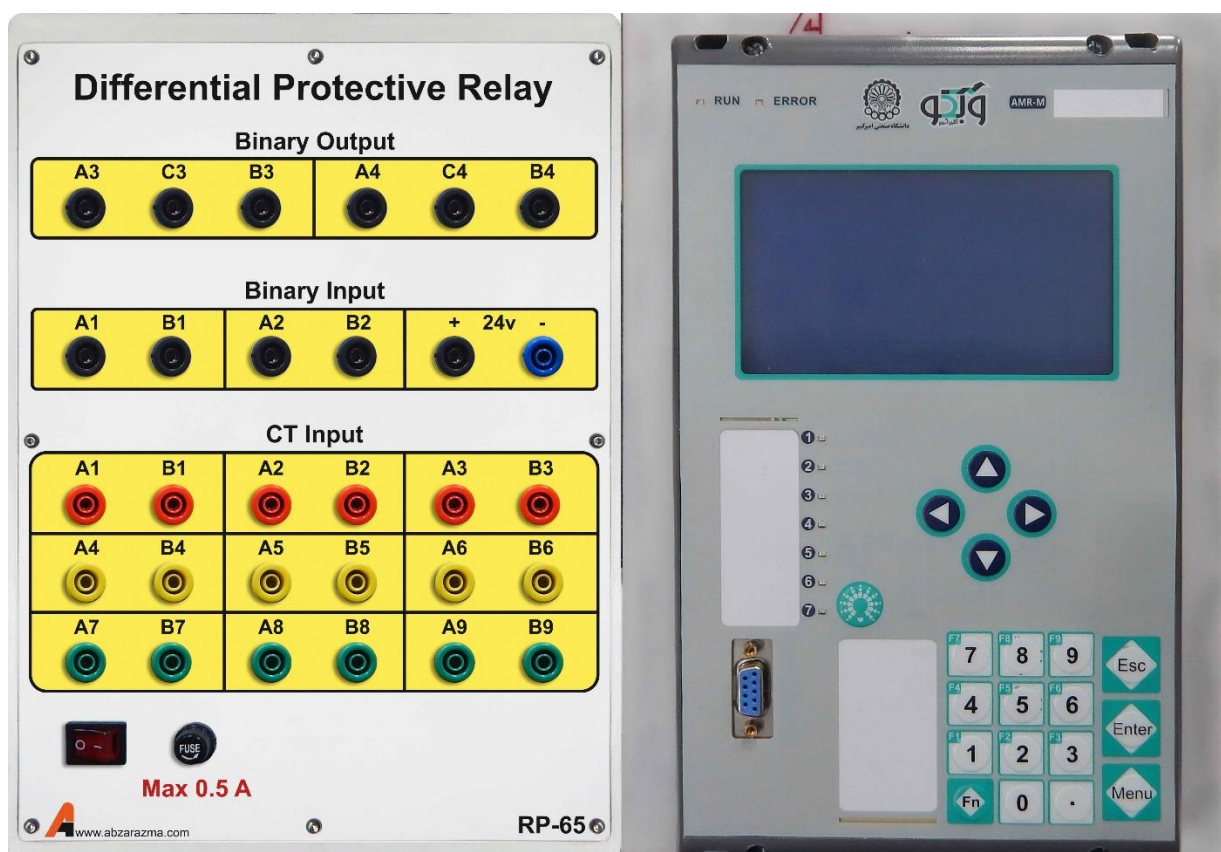 Differential Protective Relay
Binary Output
A3 C3 B3 A4 C4 B4
Binary Input
A1 B1 A2 B2 + 24v -
CT Input
A1 B1 A2 B2 A3 B3
A4 B4 A5 B5 A6 B6
A7 B7 A8 B8 A9 B9
FUSE
Max 0.5 A
www.abzarazma.com
RP-65
RUN ERROR
دانشگاه صنعتی امیرکبیر
AMR-M
1
2
3
4
5
6
7
F7 7 F8 8 F9 9 Esc
F4 4 F5 5 F6 6
Enter
F1 1 F2 2 F3 3
Menu
Fn 0 .